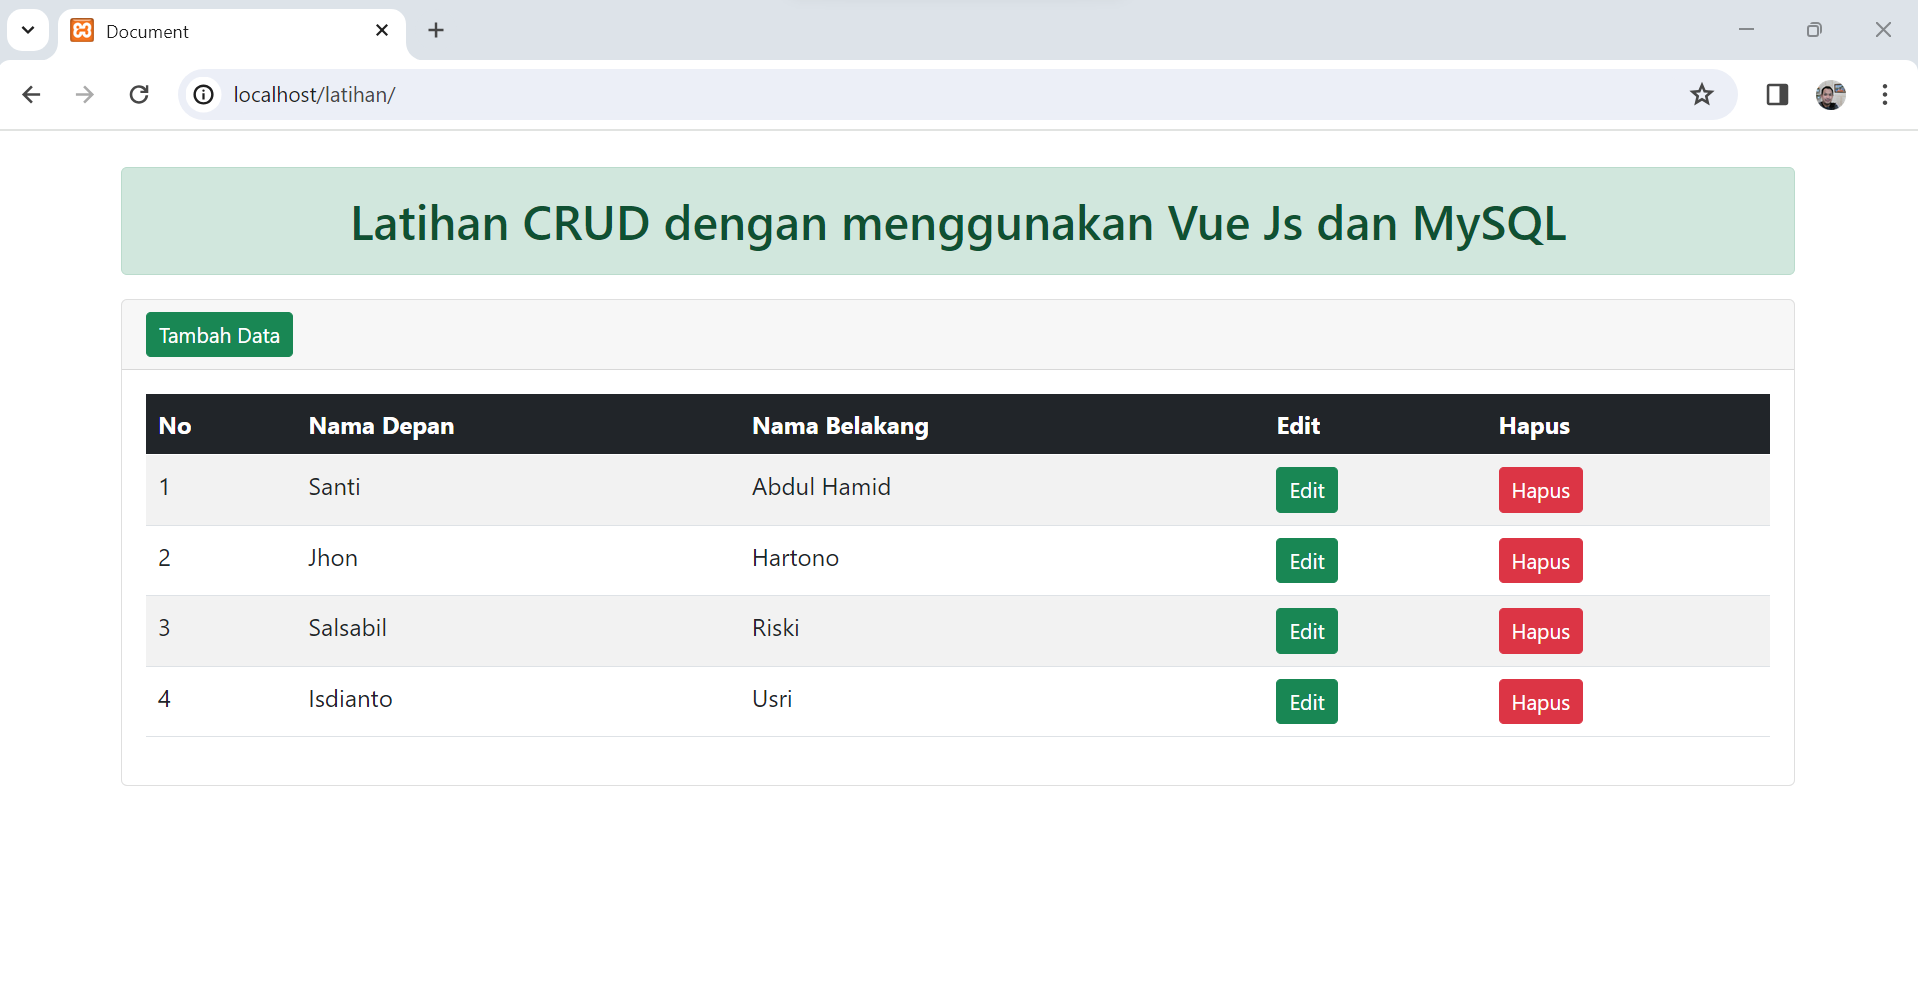 Document
localhost/latihan/
Latihan CRUD dengan menggunakan Vue Js dan MySQL
Tambah Data
No Nama Depan Nama Belakang Edit Hapus
1 Santi Abdul Hamid Edit Hapus
2 Jhon Hartono Edit Hapus
3 Salsabil Riski Edit Hapus
4 Isdianto Usri Edit Hapus